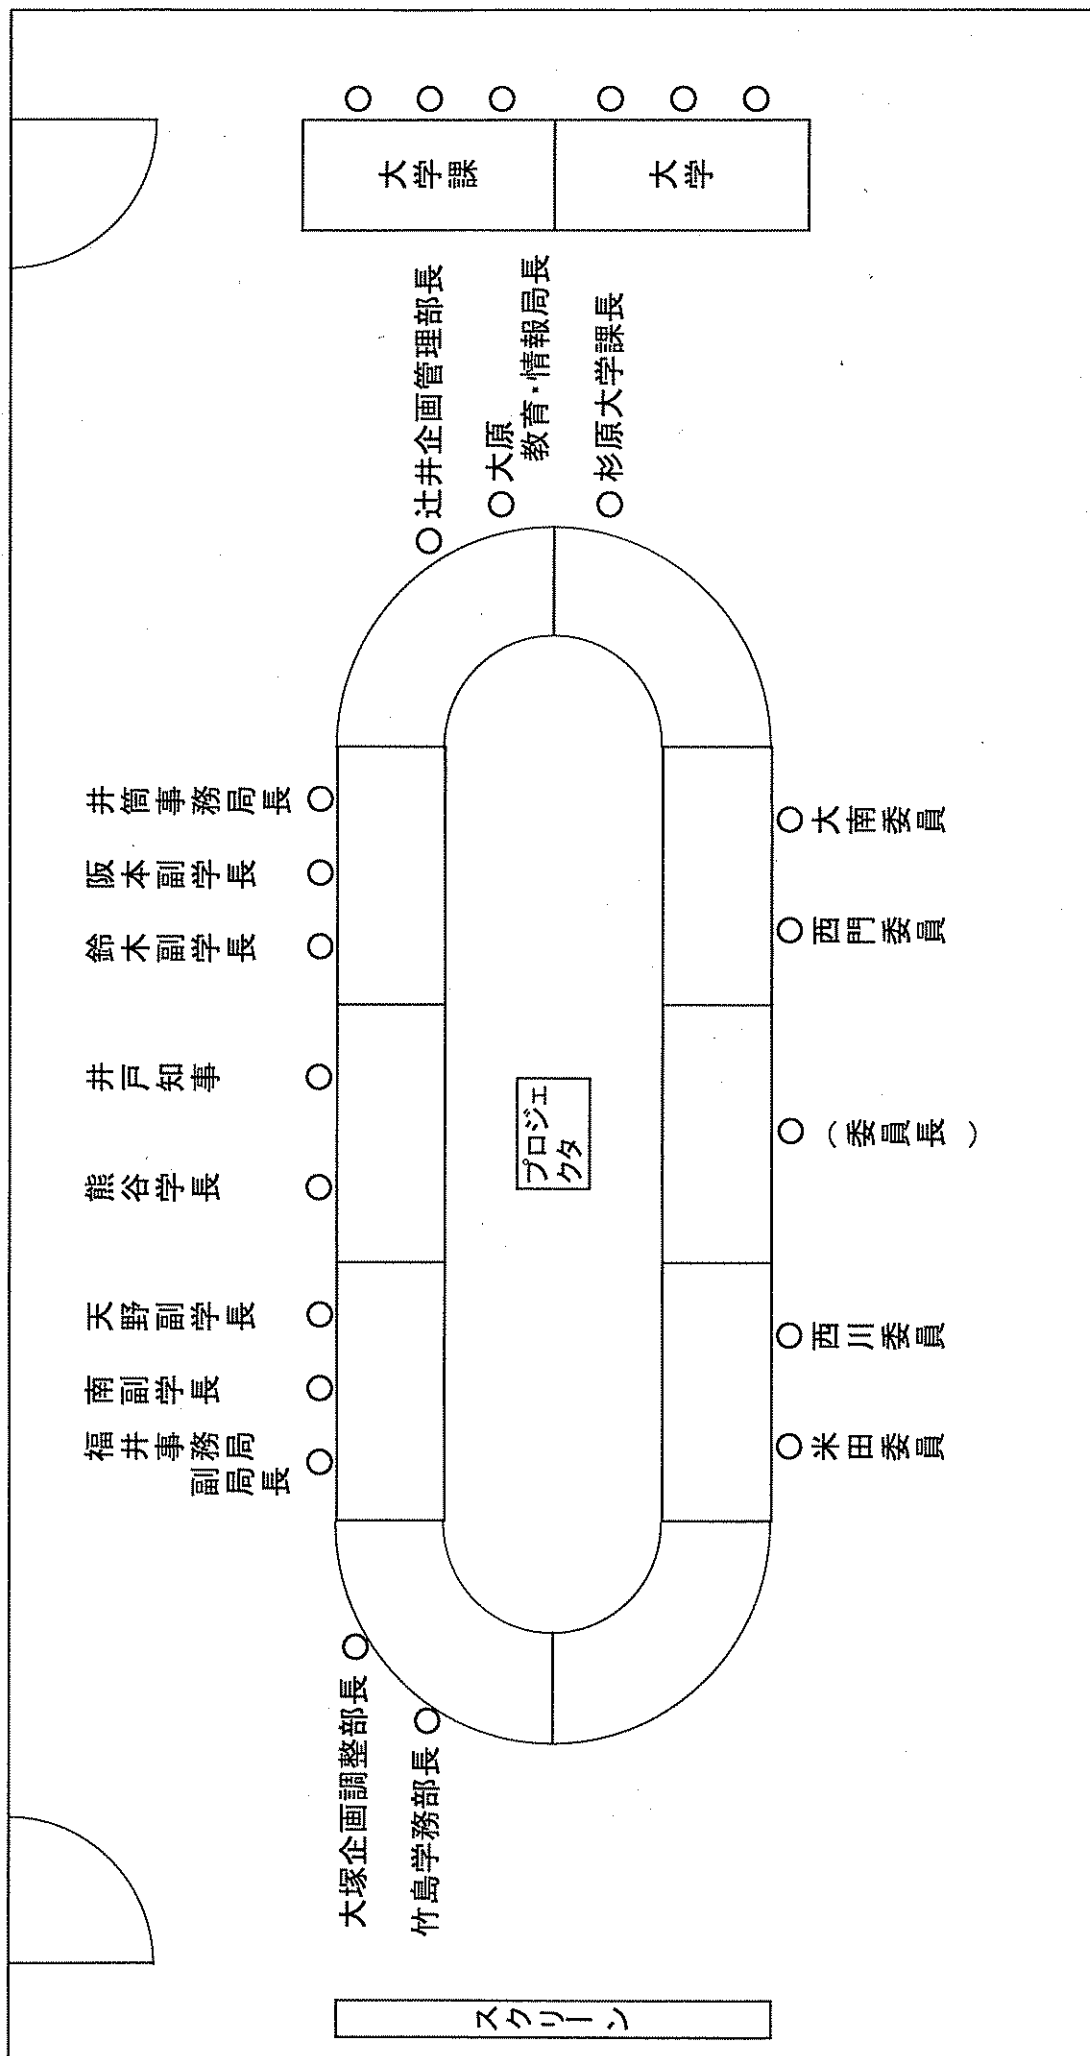 井筒事務局長
阪本副学長
鈴木副学長
井戸知事
熊谷学長
天野副学長
南副学長
福井事務局
副局長
大塚企画調整部長
竹島学務部長
スクリーン
プロジェ
クタ
辻井企画管理部長
大原
教育・情報局長
杉原大学課長
大学課
大学
大南委員
西門委員
(委員長)
西川委員
米田委員